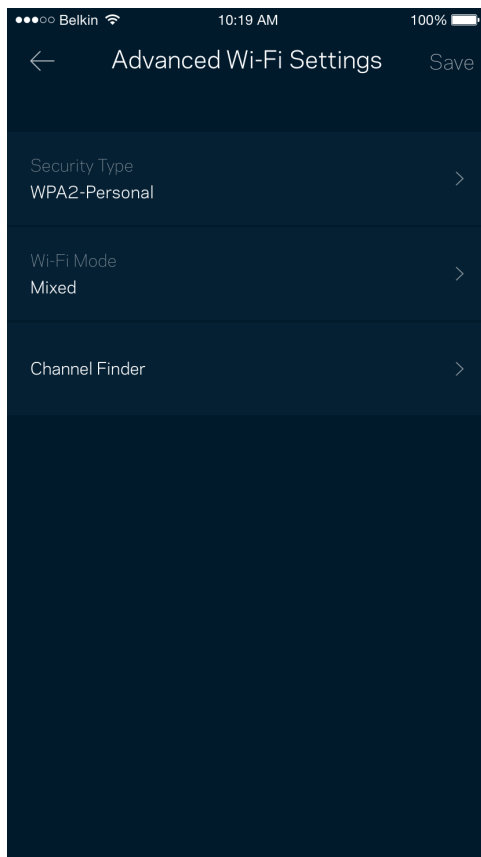 Belkin 10:19 AM 100%
Advanced Wi-Fi Settings Save
Security Type
WPA2-Personal
Wi-Fi Mode
Mixed
Channel Finder